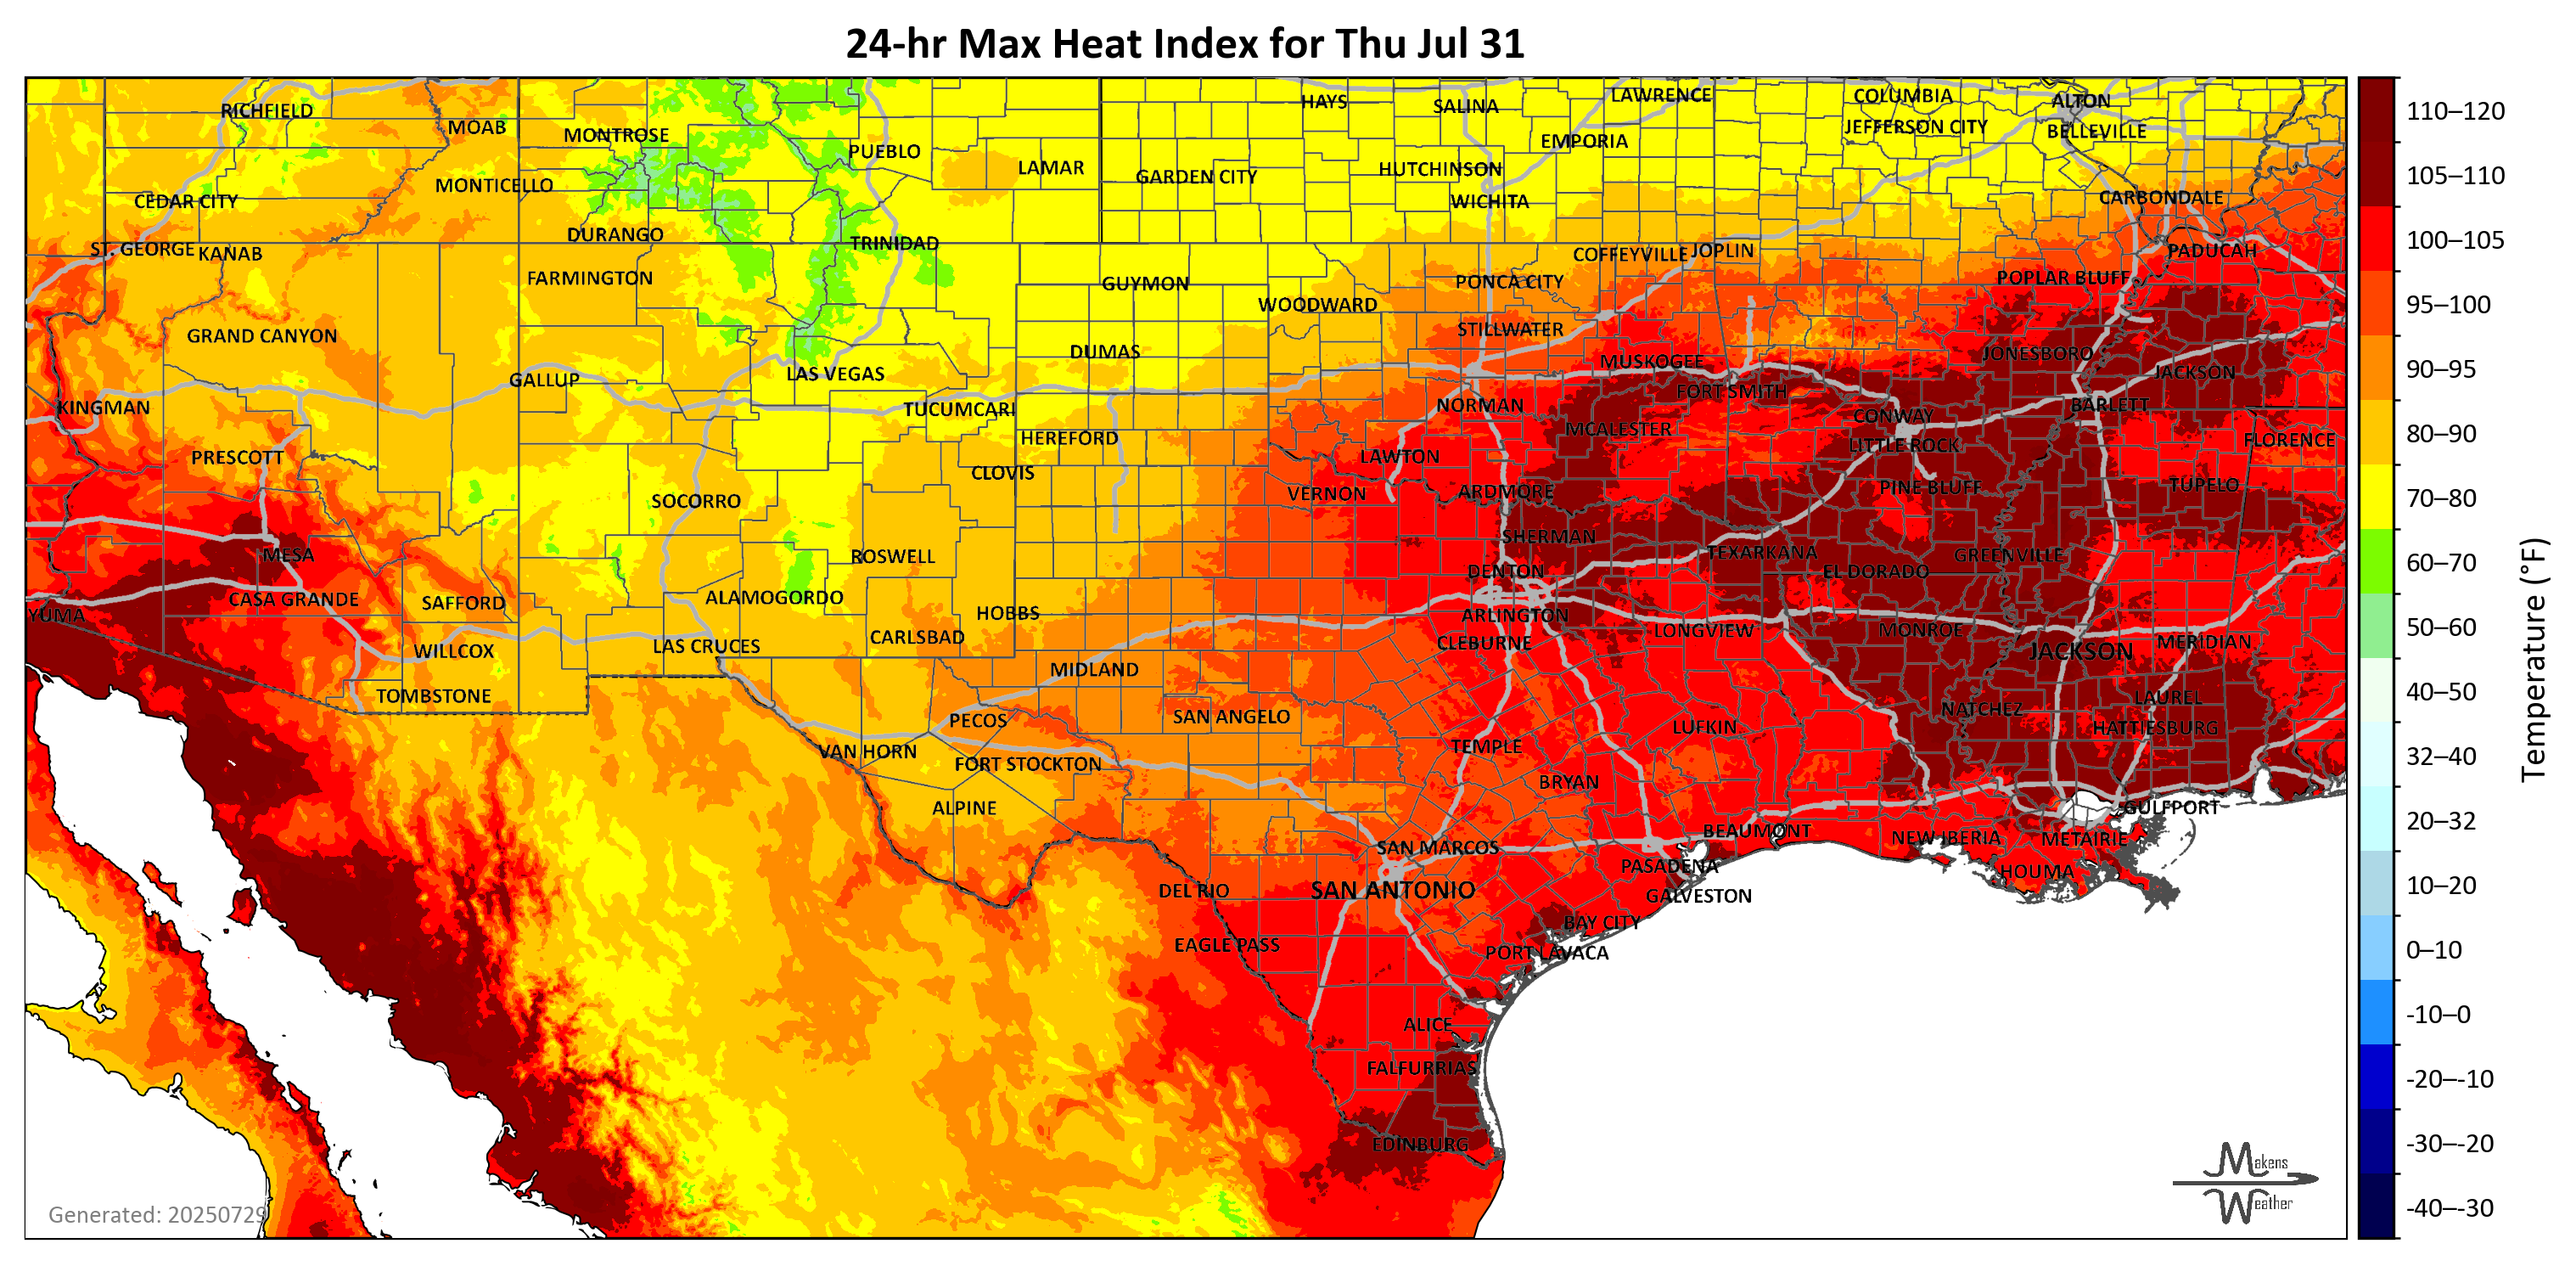 24-hr Max Heat Index for Thu Jul 31
RICHFIELD
MOAB
MONTROSE
PUEBLO
LAMAR
HAYS
SALINA
LAWRENCE
COLUMBIA
ALTON
EMPORIA
JEFFERSON CITY
BELLEVILLE
CEDAR CITY
MONTICELLO
GARDEN CITY
HUTCHINSON
WICHITA
CARBONDALE
ST. GEORGE
KANAB
DURANGO
TRINIDAD
COFFEYVILLE
JOPLIN
PADUCAH
FARMINGTON
GUYMON
WOODWARD
PONCA CITY
POPLAR BLUFF
GRAND CANYON
DUMAS
STILLWATER
MUSKOGEE
JONESBORO
GALLUP
LAS VEGAS
FORT SMITH
JACKSON
KINGMAN
TUCUMCARI
NORMAN
CONWAY
BARLETT
PRESCOTT
HEREFORD
LAWTON
MCALESTER
LITTLE ROCK
FLORENCE
SOCORRO
CLOVIS
VERNON
ARDMORE
PINE BLUFF
TUPELO
MESA
ROSWELL
SHERMAN
TEXARKANA
GREENVILLE
CASA GRANDE
SAFFORD
ALAMOGORDO
HOBBS
DENTON
EL DORADO
YUMA
WILLCOX
LAS CRUCES
CARLSBAD
ARLINGTON
CLEBURNE
LONGVIEW
MONROE
JACKSON
MERIDIAN
TOMBSTONE
MIDLAND
PECOS
SAN ANGELO
LUFKIN
NATCHEZ
LAUREL
HATTIESBURG
VAN HORN
FORT STOCKTON
TEMPLE
BRYAN
ALPINE
SAN MARCOS
BEAUMONT
NEW IBERIA
METAIRIE
GULFPORT
DEL RIO
SAN ANTONIO
PASADENA
GALVESTON
HOUMA
EAGLE PASS
BAY CITY
PORT LAVACA
ALICE
FALFURRIAS
EDINBURG
Generated: 20250729
Makens
Weather
110–120
105–110
100–105
95–100
90–95
80–90
70–80
60–70
50–60
40–50
32–40
20–32
10–20
0–10
-10–0
-20–-10
-30–-20
-40–-30
Temperature (°F)